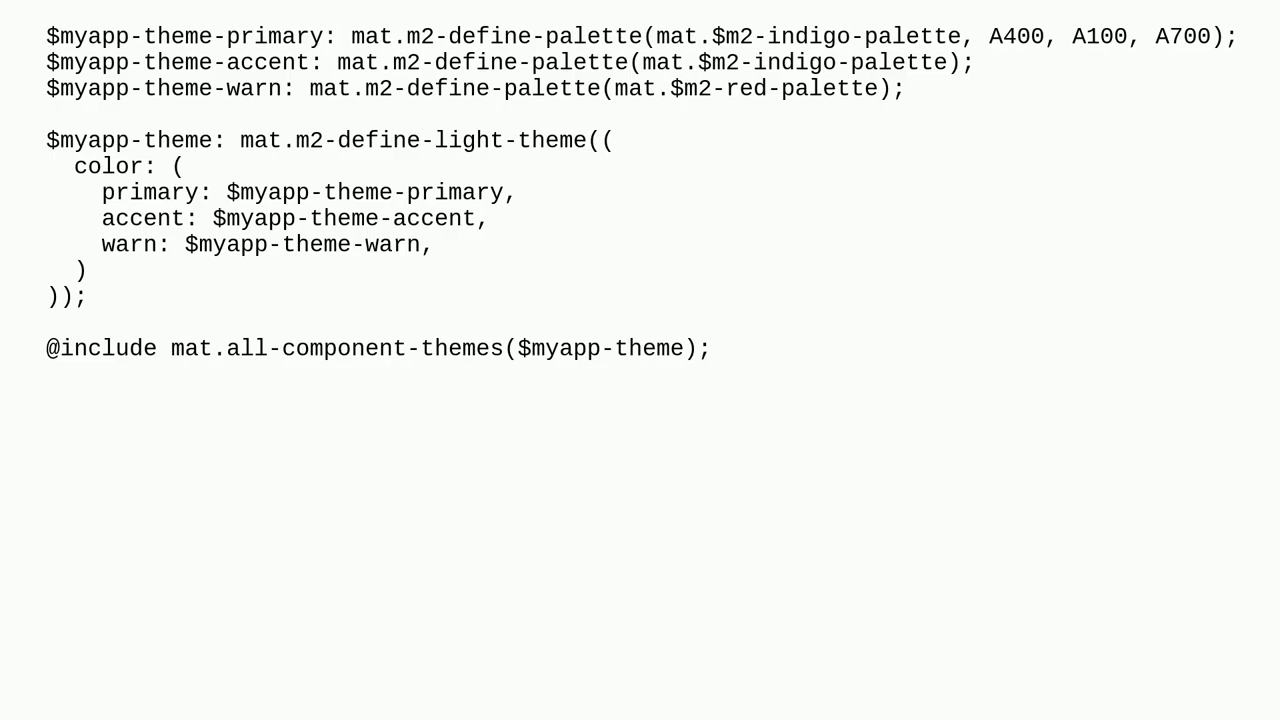 $myapp-theme-primary: mat.m2-define-palette(mat.$m2-indigo-palette, A400, A100, A700);
$myapp-theme-accent: mat.m2-define-palette(mat.$m2-indigo-palette);
$myapp-theme-warn: mat.m2-define-palette(mat.$m2-red-palette);

$myapp-theme: mat.m2-define-light-theme((
  color: (
    primary: $myapp-theme-primary,
    accent: $myapp-theme-accent,
    warn: $myapp-theme-warn,
  )
));

@include mat.all-component-themes($myapp-theme);